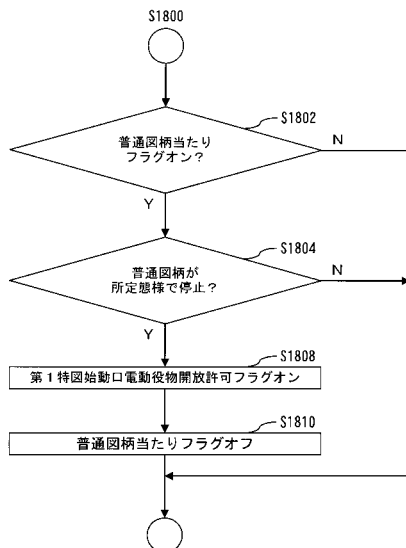 S1800
S1802
普通図柄当たり
フラグオン?
N
Y
S1804
普通図柄が
所定態様で停止?
N
Y
S1808
第1特図始動口電動役物開放許可フラグオン
S1810
普通図柄当たりフラグオフ